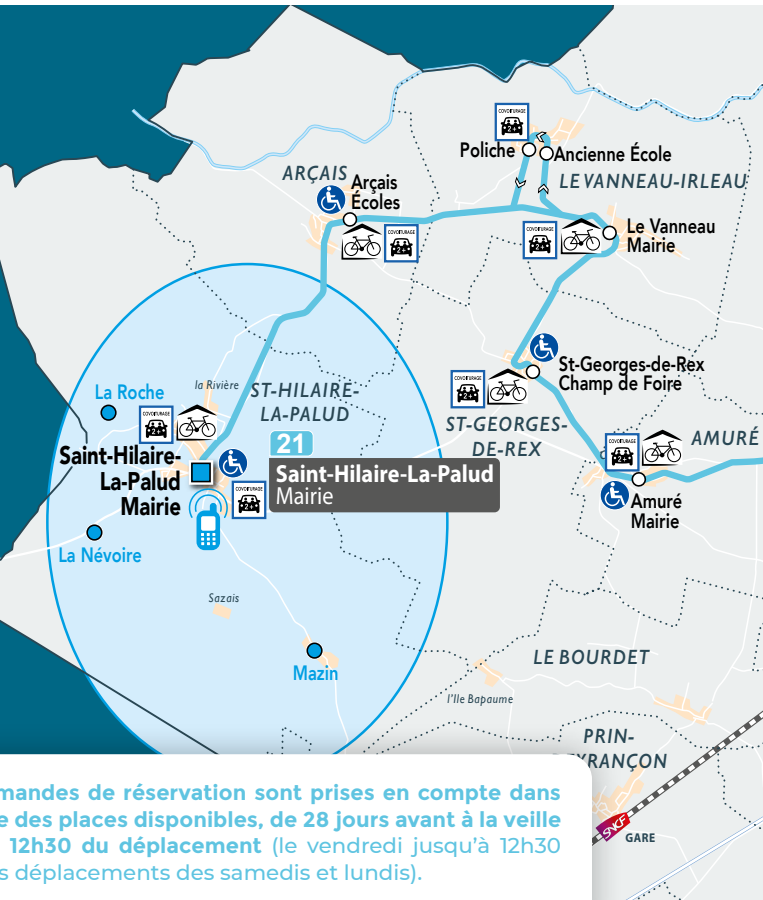 COVOITURAGE
Poliche
Ancienne École
LE VANNEAU-IRLEAU
ARÇAIS
Arçais
Écoles
COVOITURAGE
COVOITURAGE
Le Vanneau
Mairie
St-Georges-de-Rex
Champ de Foire
COVOITURAGE
ST-GEORGES-
DE-REX
la Rivière
La Roche
ST-HILAIRE-
LA-PALUD
COVOITURAGE
21
Saint-Hilaire-
La-Palud
Mairie
Saint-Hilaire-La-Palud
Mairie
COVOITURAGE
COVOITURAGE
AMURÉ
Amuré
Mairie
La Névoire
Sazais
Mazin
LE BOURDET
l'Ile Bapaume
PRIN-
YRANÇON
SNCF
GARE
mandes de réservation sont prises en compte dans
e des places disponibles, de 28 jours avant à la veille
12h30 du déplacement (le vendredi jusqu'à 12h30
s déplacements des samedis et lundis).